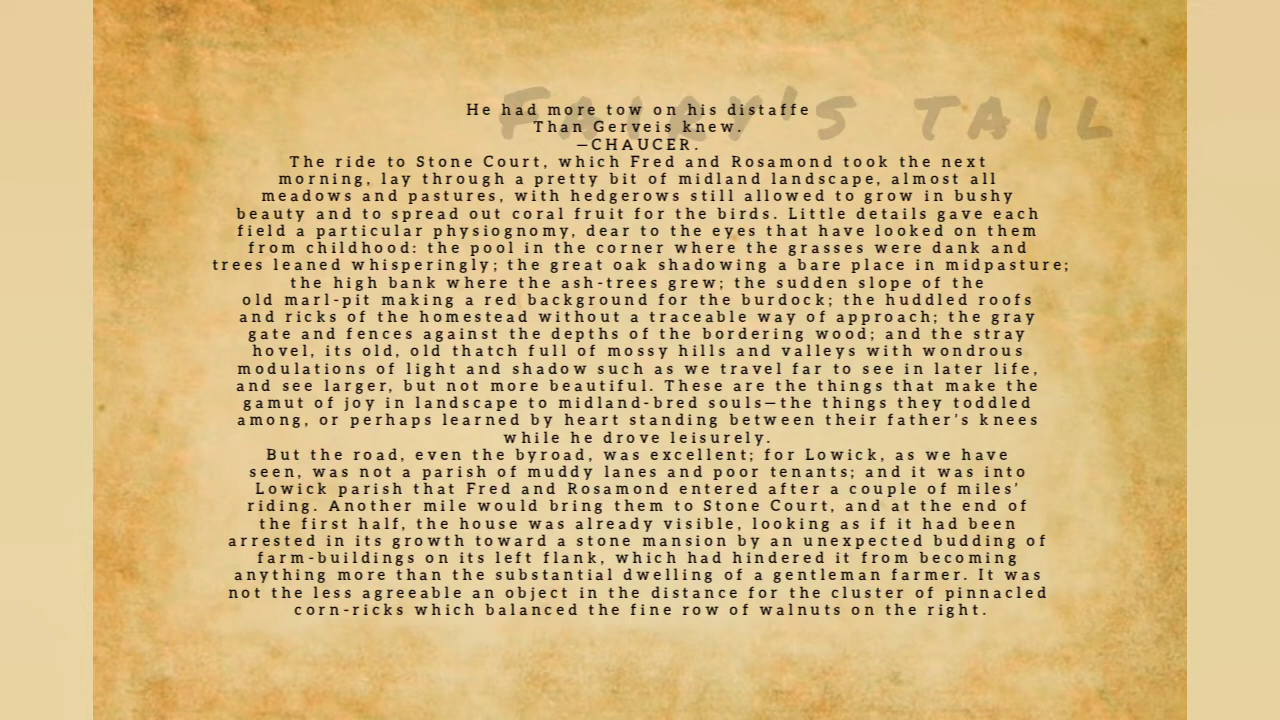 FAIRY'S TAIL
He had more tow on his distaffe
Than Gerveis knew.
—CHAUCER.
The ride to Stone Court, which Fred and Rosamond took the next
morning, lay through a pretty bit of midland landscape, almost all
meadows and pastures, with hedgerows still allowed to grow in bushy
beauty and to spread out coral fruit for the birds. Little details gave each
field a particular physiognomy, dear to the eyes that have looked on them
from childhood: the pool in the corner where the grasses were dank and
trees leaned whisperingly; the great oak shadowing a bare place in midpasture;
the high bank where the ash-trees grew; the sudden slope of the
old marl-pit making a red background for the burdock; the huddled roofs
and ricks of the homestead without a traceable way of approach; the gray
gate and fences against the depths of the bordering wood; and the stray
hovel, its old, old thatch full of mossy hills and valleys with wondrous
modulations of light and shadow such as we travel far to see in later life,
and see larger, but not more beautiful. These are the things that make the
gamut of joy in landscape to midland-bred souls—the things they toddled
among, or perhaps learned by heart standing between their father's knees
while he drove leisurely.
But the road, even the byroad, was excellent; for Lowick, as we have
seen, was not a parish of muddy lanes and poor tenants; and it was into
Lowick parish that Fred and Rosamond entered after a couple of miles'
riding. Another mile would bring them to Stone Court, and at the end of
the first half, the house was already visible, looking as if it had been
arrested in its growth toward a stone mansion by an unexpected budding of
farm-buildings on its left flank, which had hindered it from becoming
anything more than the substantial dwelling of a gentleman farmer. It was
not the less agreeable an object in the distance for the cluster of pinnacled
corn-ricks which balanced the fine row of walnuts on the right.